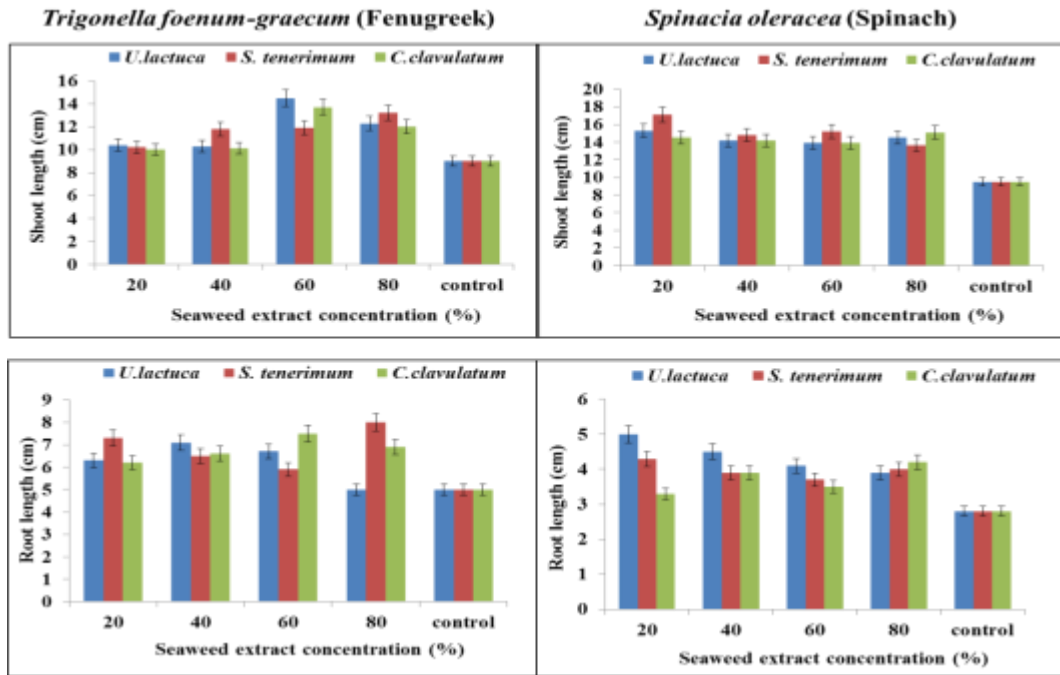 Trigonella foenum-graecum (Fenugreek)
Spinacia oleracea (Spinach)
U.lactuca S. tenerimum C.clavulatum
16
14
12
10
8
6
4
2
0
Shoot length (cm)
20 40 60 80 control
Seaweed extract concentration (%)
U.lactuca S. tenerimum C.clavulatum
20
18
16
14
12
10
8
6
4
2
0
Shoot length (cm)
20 40 60 80 control
Seaweed extract concentration (%)
U.lactuca S. tenerimum C.clavulatum
9
8
7
6
5
4
3
2
1
0
Root length (cm)
20 40 60 80 control
Seaweed extract concentration (%)
U.lactuca S. tenerimum C.clavulatum
6
5
4
3
2
1
0
Root length (cm)
20 40 60 80 control
Seaweed extract concentration (%)